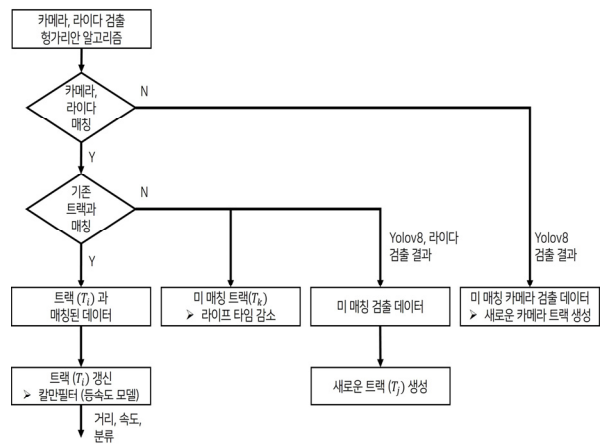 카메라, 라이다 검출
헝가리안 알고리즘
카메라,
라이다
매칭
N
Y
기존
트랙과
매칭
N
Y
Yolov8, 라이다
검출 결과
Yolov8
검출 결과
트랙 (Ti) 과
매칭된 데이터
미 매칭 트랙(Tk)
➢ 라이프 타임 감소
미 매칭 검출 데이터
미 매칭 카메라 검출 데이터
➢ 새로운 카메라 트랙 생성
트랙 (Ti) 갱신
➢ 칼만필터 (등속도 모델)
새로운 트랙 (Tj) 생성
거리, 속도,
분류